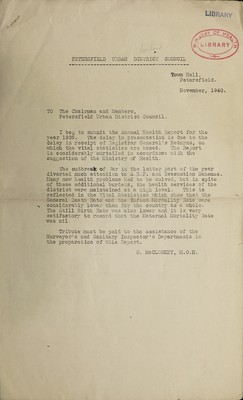 LIBRARY
MINISTRY OF HEALTH
LIBRARY
PETERSFIELD URBAN DISTRICT COUNCIL
Town Hall,
Petersfield.
November, 1940.
TO The Chairman and Members,
Petersfield Urban District Council.
I beg to submit the Annual Health Report for the
year 1939. The delay in presentation is due to the
delay in receipt of Registrar General's Returns, on
which the vital statistics are based. The Report
is considerably curtailed in accordance with the
suggestion of the Ministry of Health.
The outbreak of War in the latter part of the year
diverted much attention to A.R.P. and Evacuation Schemes.
Many new health problems had to be solved, but in spite
of these additional burdens, the health services of the
district were maintained at a high level. This is
reflected in the Vital Statistics which show that the
General Death Rate and the Infant Mortality Rate were
considerably lower than for the country as a whole.
The Still Birth Rate was also lower and it is very
satisfactory to record that the Maternal Mortality Rate
was nil
Tribute must be paid to the assistance of the
Surveyor's and Sanitary Inspector's Departments in
the preparation of this Report.
McCLOSKEY, M.O.H.